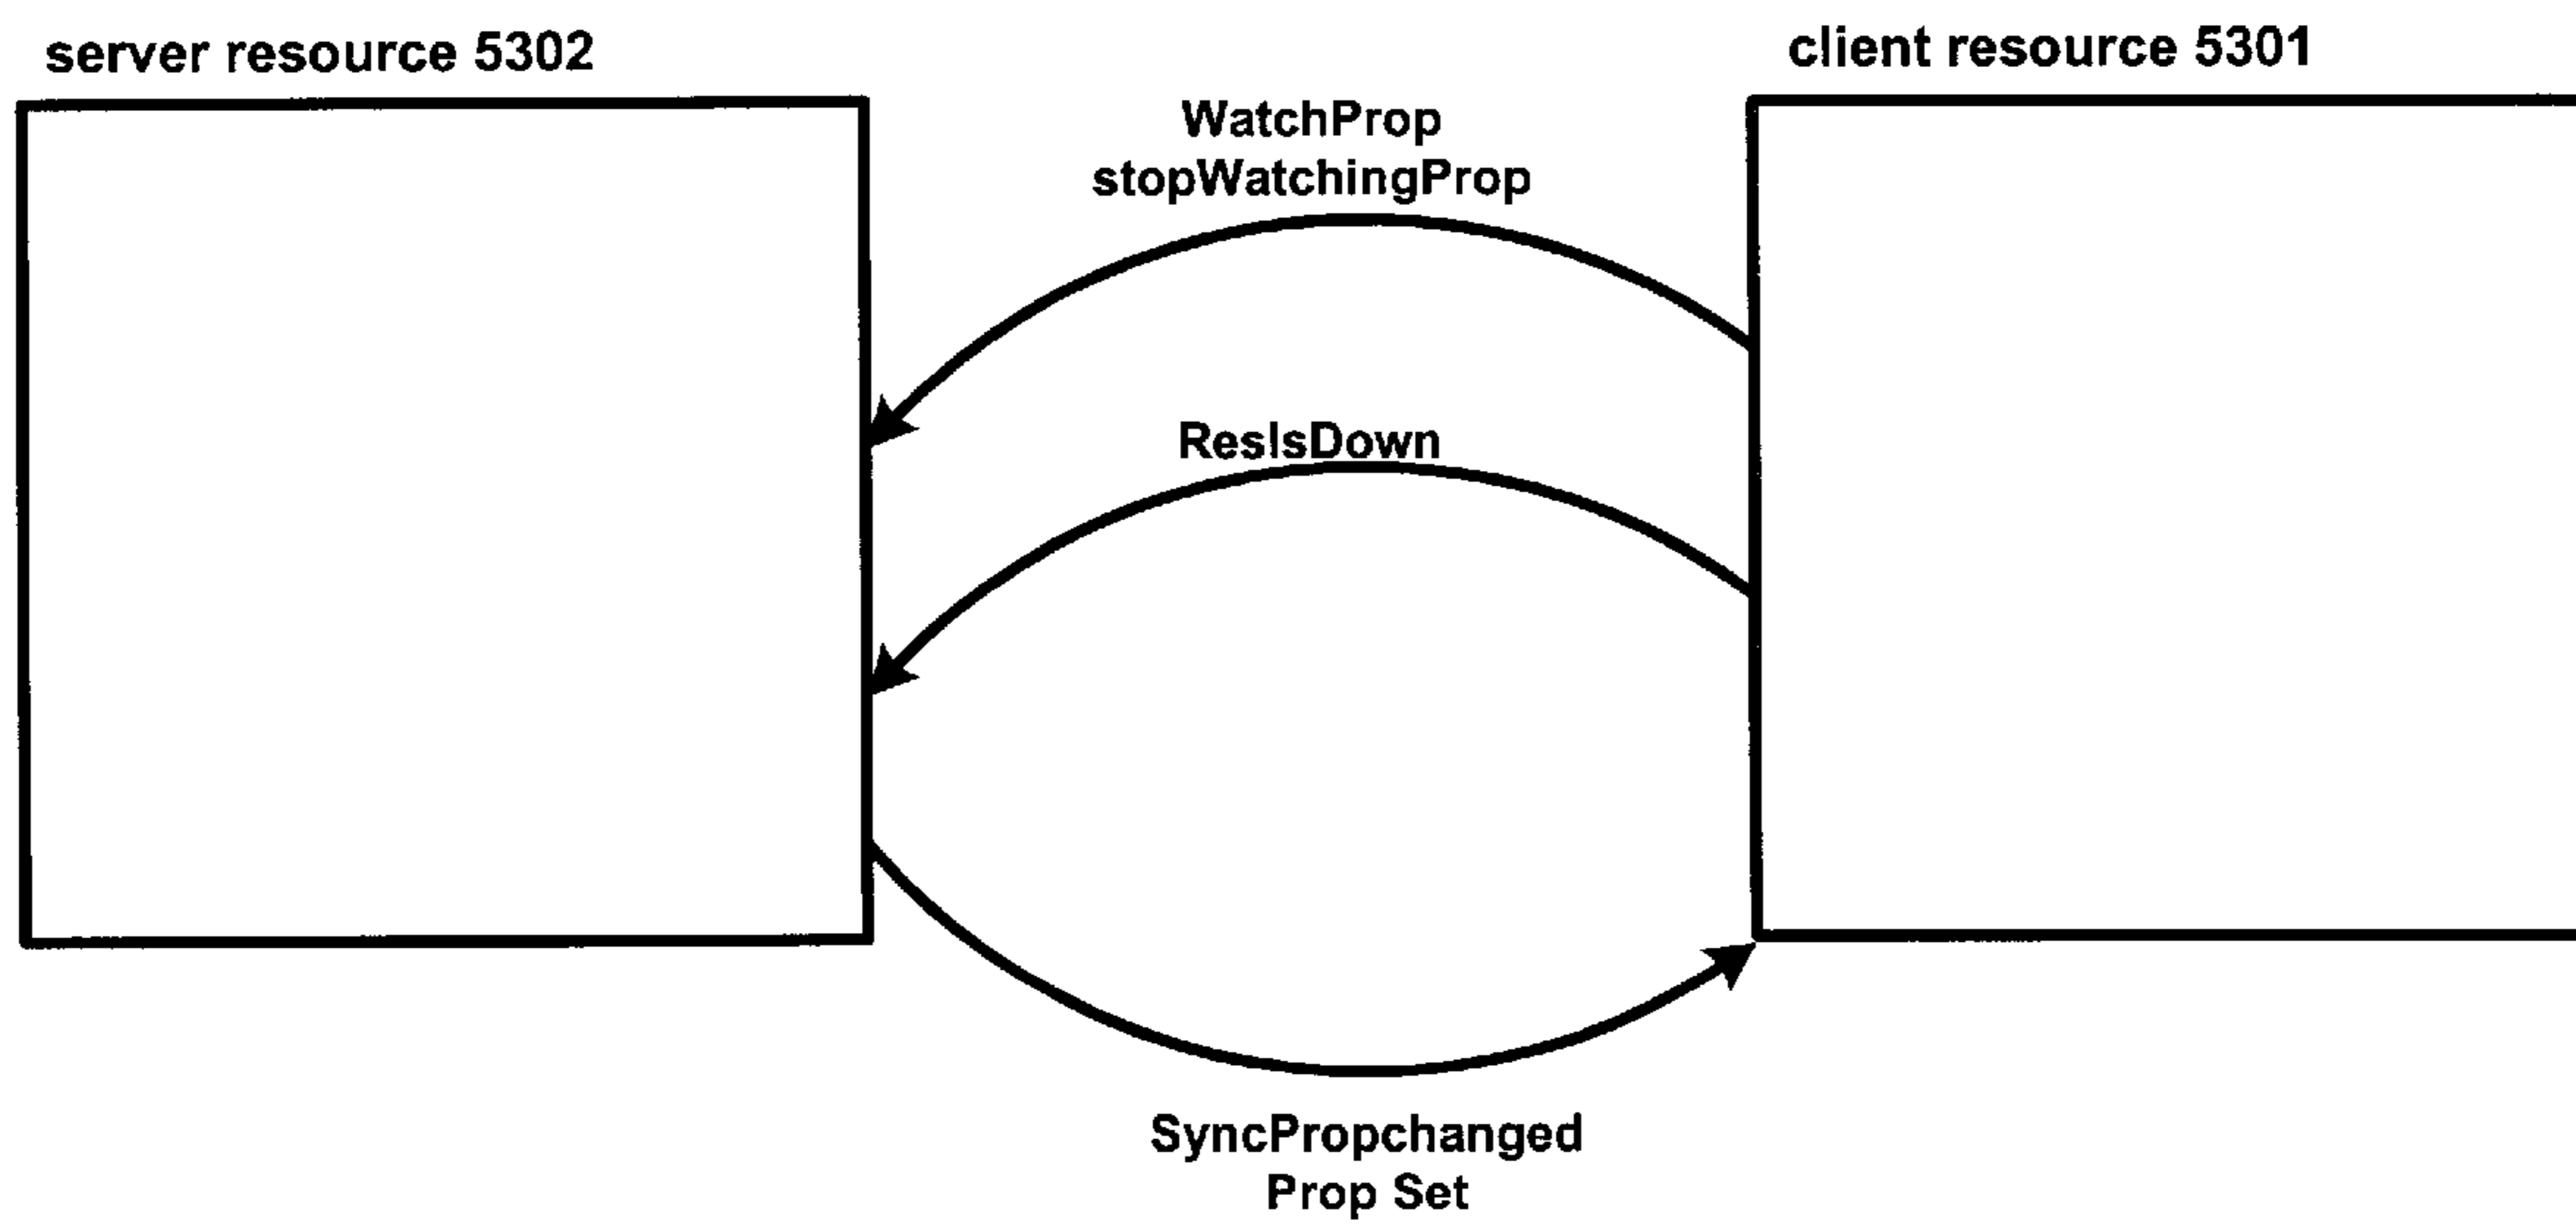 server resource 5302
client resource 5301
WatchProp
stopWatchingProp
ResIsDown
SyncPropchanged
Prop Set